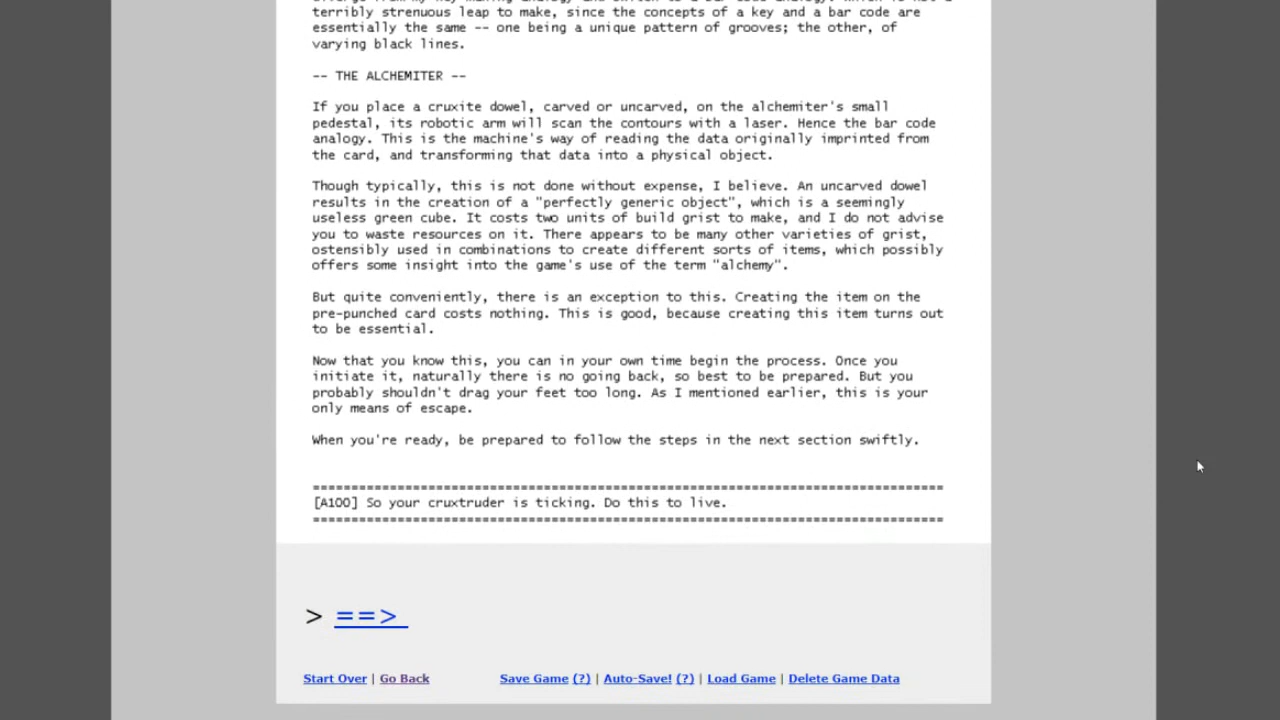 terribly strenuous leap to make, since the concepts of a key and a bar code are
essentially the same -- one being a unique pattern of grooves; the other, of
varying black lines.
-- THE ALCHEMITER --
If you place a cruxite dowel, carved or uncarved, on the alchemiter's small
pedestal, its robotic arm will scan the contours with a laser. Hence the bar code
analogy. This is the machine's way of reading the data originally imprinted from
the card, and transforming that data into a physical object.
Though typically, this is not done without expense, I believe. An uncarved dowel
results in the creation of a "perfectly generic object", which is a seemingly
useless green cube. It costs two units of build grist to make, and I do not advise
you to waste resources on it. There appears to be many other varieties of grist,
ostensibly used in combinations to create different sorts of items, which possibly
offers some insight into the game's use of the term "alchemy".
But quite conveniently, there is an exception to this. Creating the item on the
pre-punched card costs nothing. This is good, because creating this item turns out
to be essential.
Now that you know this, you can in your own time begin the process. Once you
initiate it, naturally there is no going back, so best to be prepared. But you
probably shouldn't drag your feet too long. As I mentioned earlier, this is your
only means of escape.
When you're ready, be prepared to follow the steps in the next section swiftly.
==================================================================================
[A100] So your cruxtruder is ticking. Do this to live.
==================================================================================
> ==>
Start Over | Go Back Save Game (?) | Auto-Save! (?) | Load Game | Delete Game Data